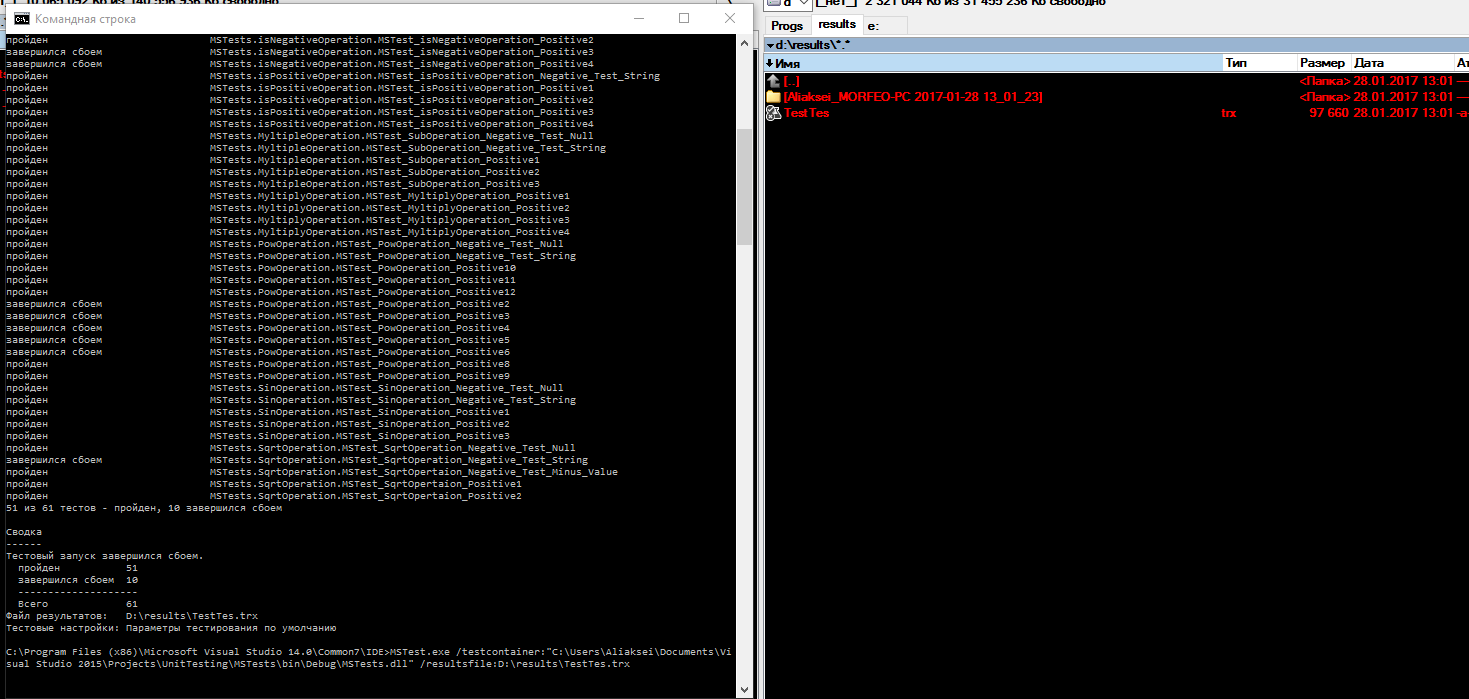 Командная строка
пройден MSTests.isNegativeOperation.MSTest_isNegativeOperation_Positive2
завершился сбоем MSTests.isNegativeOperation.MSTest_isNegativeOperation_Positive3
завершился сбоем MSTests.isNegativeOperation.MSTest_isNegativeOperation_Positive4
пройден MSTests.isPositiveOperation.MSTest_isPositiveOperation_Negative_Test_String
пройден MSTests.isPositiveOperation.MSTest_isPositiveOperation_Positive1
пройден MSTests.isPositiveOperation.MSTest_isPositiveOperation_Positive2
пройден MSTests.isPositiveOperation.MSTest_isPositiveOperation_Positive3
пройден MSTests.isPositiveOperation.MSTest_isPositiveOperation_Positive4
пройден MSTests.MyltipleOperation.MSTest_SubOperation_Negative_Test_Null
пройден MSTests.MyltipleOperation.MSTest_SubOperation_Negative_Test_String
пройден MSTests.MyltipleOperation.MSTest_SubOperation_Positive1
пройден MSTests.MyltipleOperation.MSTest_SubOperation_Positive2
пройден MSTests.MyltipleOperation.MSTest_SubOperation_Positive3
пройден MSTests.MyltiplyOperation.MSTest_MyltiplyOperation_Positive1
пройден MSTests.MyltiplyOperation.MSTest_MyltiplyOperation_Positive2
пройден MSTests.MyltiplyOperation.MSTest_MyltiplyOperation_Positive3
пройден MSTests.MyltiplyOperation.MSTest_MyltiplyOperation_Positive4
пройден MSTests.PowOperation.MSTest_PowOperation_Negative_Test_Null
пройден MSTests.PowOperation.MSTest_PowOperation_Negative_Test_String
пройден MSTests.PowOperation.MSTest_PowOperation_Positive10
пройден MSTests.PowOperation.MSTest_PowOperation_Positive11
пройден MSTests.PowOperation.MSTest_PowOperation_Positive12
завершился сбоем MSTests.PowOperation.MSTest_PowOperation_Positive2
завершился сбоем MSTests.PowOperation.MSTest_PowOperation_Positive3
завершился сбоем MSTests.PowOperation.MSTest_PowOperation_Positive4
завершился сбоем MSTests.PowOperation.MSTest_PowOperation_Positive5
завершился сбоем MSTests.PowOperation.MSTest_PowOperation_Positive6
пройден MSTests.PowOperation.MSTest_PowOperation_Positive8
пройден MSTests.PowOperation.MSTest_PowOperation_Positive9
пройден MSTests.SinOperation.MSTest_SinOperation_Negative_Test_Null
пройден MSTests.SinOperation.MSTest_SinOperation_Negative_Test_String
пройден MSTests.SinOperation.MSTest_SinOperation_Positive1
пройден MSTests.SinOperation.MSTest_SinOperation_Positive2
пройден MSTests.SinOperation.MSTest_SinOperation_Positive3
пройден MSTests.SqrtOperation.MSTest_SqrtOperation_Negative_Test_Null
завершился сбоем MSTests.SqrtOperation.MSTest_SqrtOperation_Negative_Test_String
пройден MSTests.SqrtOperation.MSTest_SqrtOpertaion_Negative_Test_Minus_Value
пройден MSTests.SqrtOperation.MSTest_SqrtOpertaion_Positive1
пройден MSTests.SqrtOperation.MSTest_SqrtOpertaion_Positive2
51 из 61 тестов - пройден, 10 завершился сбоем
Сводка
------
Тестовый запуск завершился сбоем.
пройден 51
завершился сбоем 10
--------------------
Всего 61
Файл результатов: D:\results\TestTes.trx
Тестовые настройки: Параметры тестирования по умолчанию
C:\Program Files (x86)\Microsoft Visual Studio 14.0\Common7\IDE>MSTest.exe /testcontainer:"C:\Users\Aliaksei\Documents\Vi
sual Studio 2015\Projects\UnitTesting\MSTests\bin\Debug\MSTests.dll" /resultsfile:D:\results\TestTes.trx
d [_нет_] 2 321 044 Кб из 31 455 236 Кб свободно
Progs results e:
d:\results\*.*
Имя Тип Размер Дата
[..] <Папка> 28.01.2017 13:01
[Aliaksei_MORFEO-PC 2017-01-28 13_01_23] <Папка> 28.01.2017 13:01
TestTes trx 97 660 28.01.2017 13:01 -a